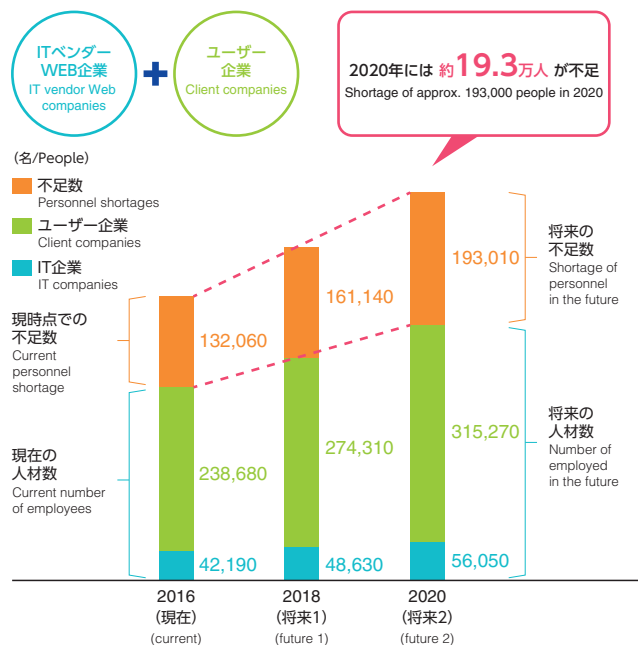 ITベンダー
WEB企業
IT vendor Web
companies
ユーザー
企業
Client companies
2020年には 約19.3万人 が不足
Shortage of approx. 193,000 people in 2020
(名/People)
不足数
Personnel shortages
ユーザー企業
Client companies
IT企業
IT companies
現時点での
不足数
Current
personnel
shortage
132,060
161,140
193,010
将来の
不足数
Shortage of
personnel
in the future
現在の
人材数
Current number
of employees
238,680
274,310
315,270
将来の
人材数
Number of
employed
in the future
42,190
48,630
56,050
2016
(現在)
(current)
2018
(将来1)
(future 1)
2020
(将来2)
(future 2)